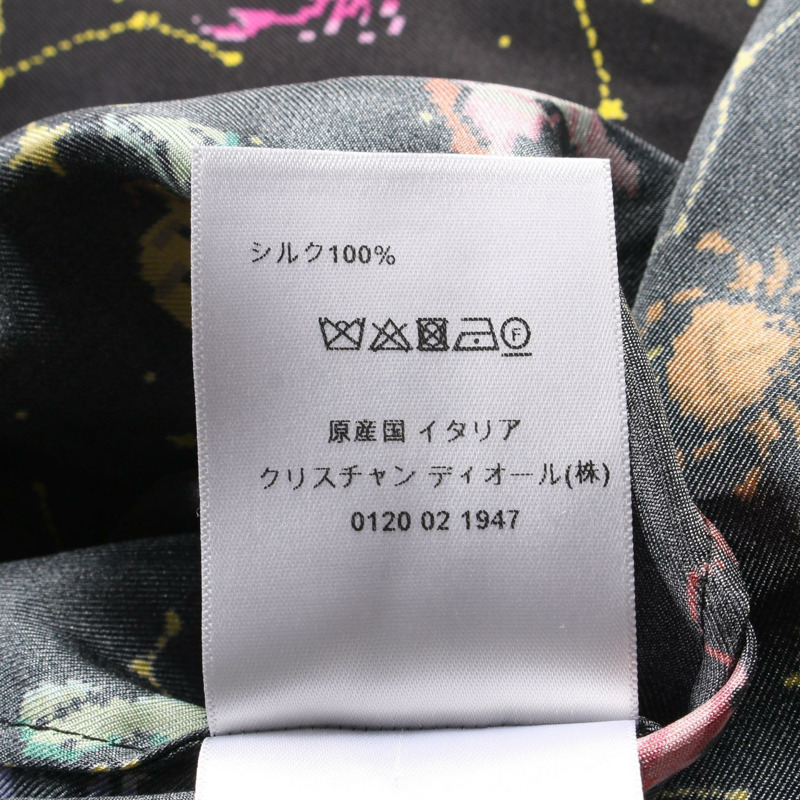 シルク100%
F
原産国 イタリア
クリスチャン ディオール(株)
0120 02 1947